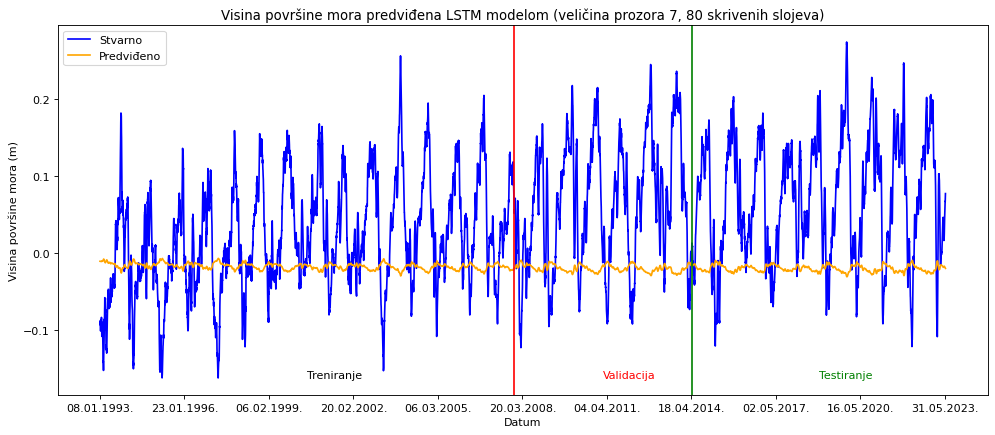 Visina površine mora predviđena LSTM modelom (veličina prozora 7, 80 skrivenih slojeva)
Stvarno
Predviđeno
Visina površine mora (m)
0.2
0.1
0.0
−0.1
Treniranje
Validacija
Testiranje
08.01.1993.
23.01.1996.
06.02.1999.
20.02.2002.
06.03.2005.
20.03.2008.
04.04.2011.
18.04.2014.
02.05.2017.
16.05.2020.
31.05.2023.
Datum